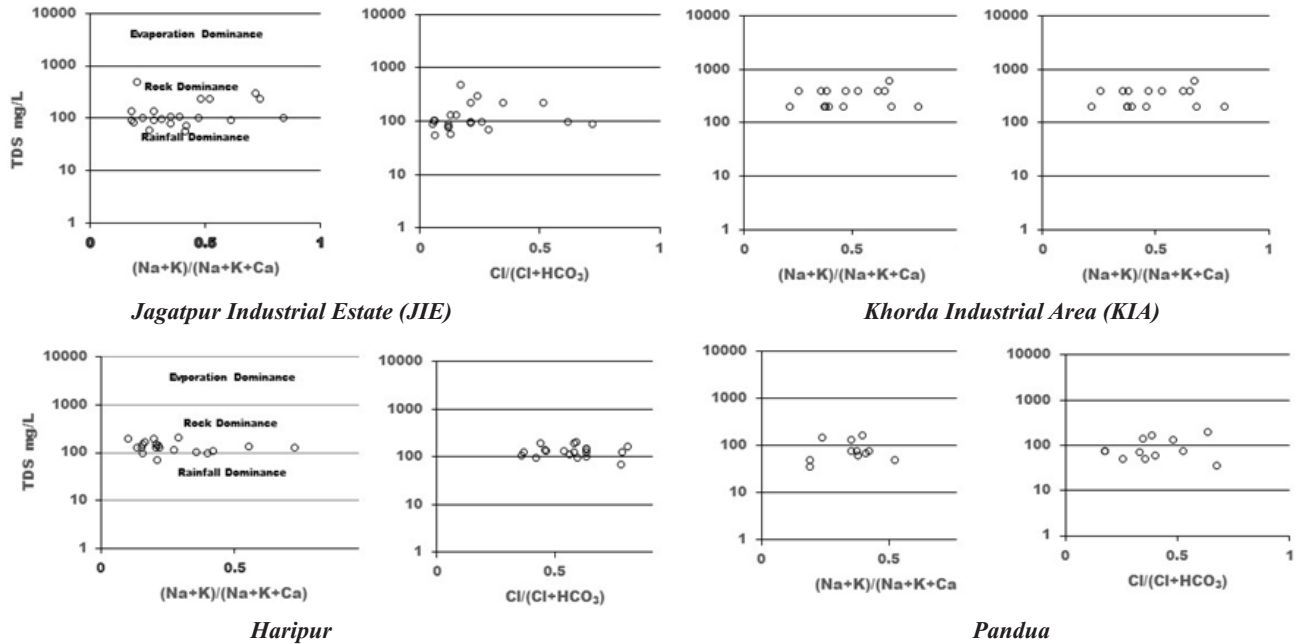 10000
Evaporation Dominance
1000
Rock Dominance
100
Rainfall Dominance
10
1
0
0.5
1
TDS mg/L
(Na+K)/(Na+K+Ca)
10000
1000
100
10
1
0
0.5
1
Cl/(Cl+HCO₃)
Jagatpur Industrial Estate (JIE)
10000
1000
100
10
1
0
0.5
(Na+K)/(Na+K+Ca)
10000
1000
100
10
1
0
0.5
1
(Na+K)/(Na+K+Ca)
Khorda Industrial Area (KIA)
10000
Evporation Dominance
1000
Rock Dominance
100
Rainfall Dominance
10
1
0
0.5
TDS mg/L
(Na+K)/(Na+K+Ca)
10000
1000
100
10
1
0
0.5
Cl/(Cl+HCO₃)
Haripur
10000
1000
100
10
1
0
(Na+K)/(Na+K+Ca
10000
1000
100
10
1
0
0.5
1
Cl/(Cl+HCO₃)
Pandua